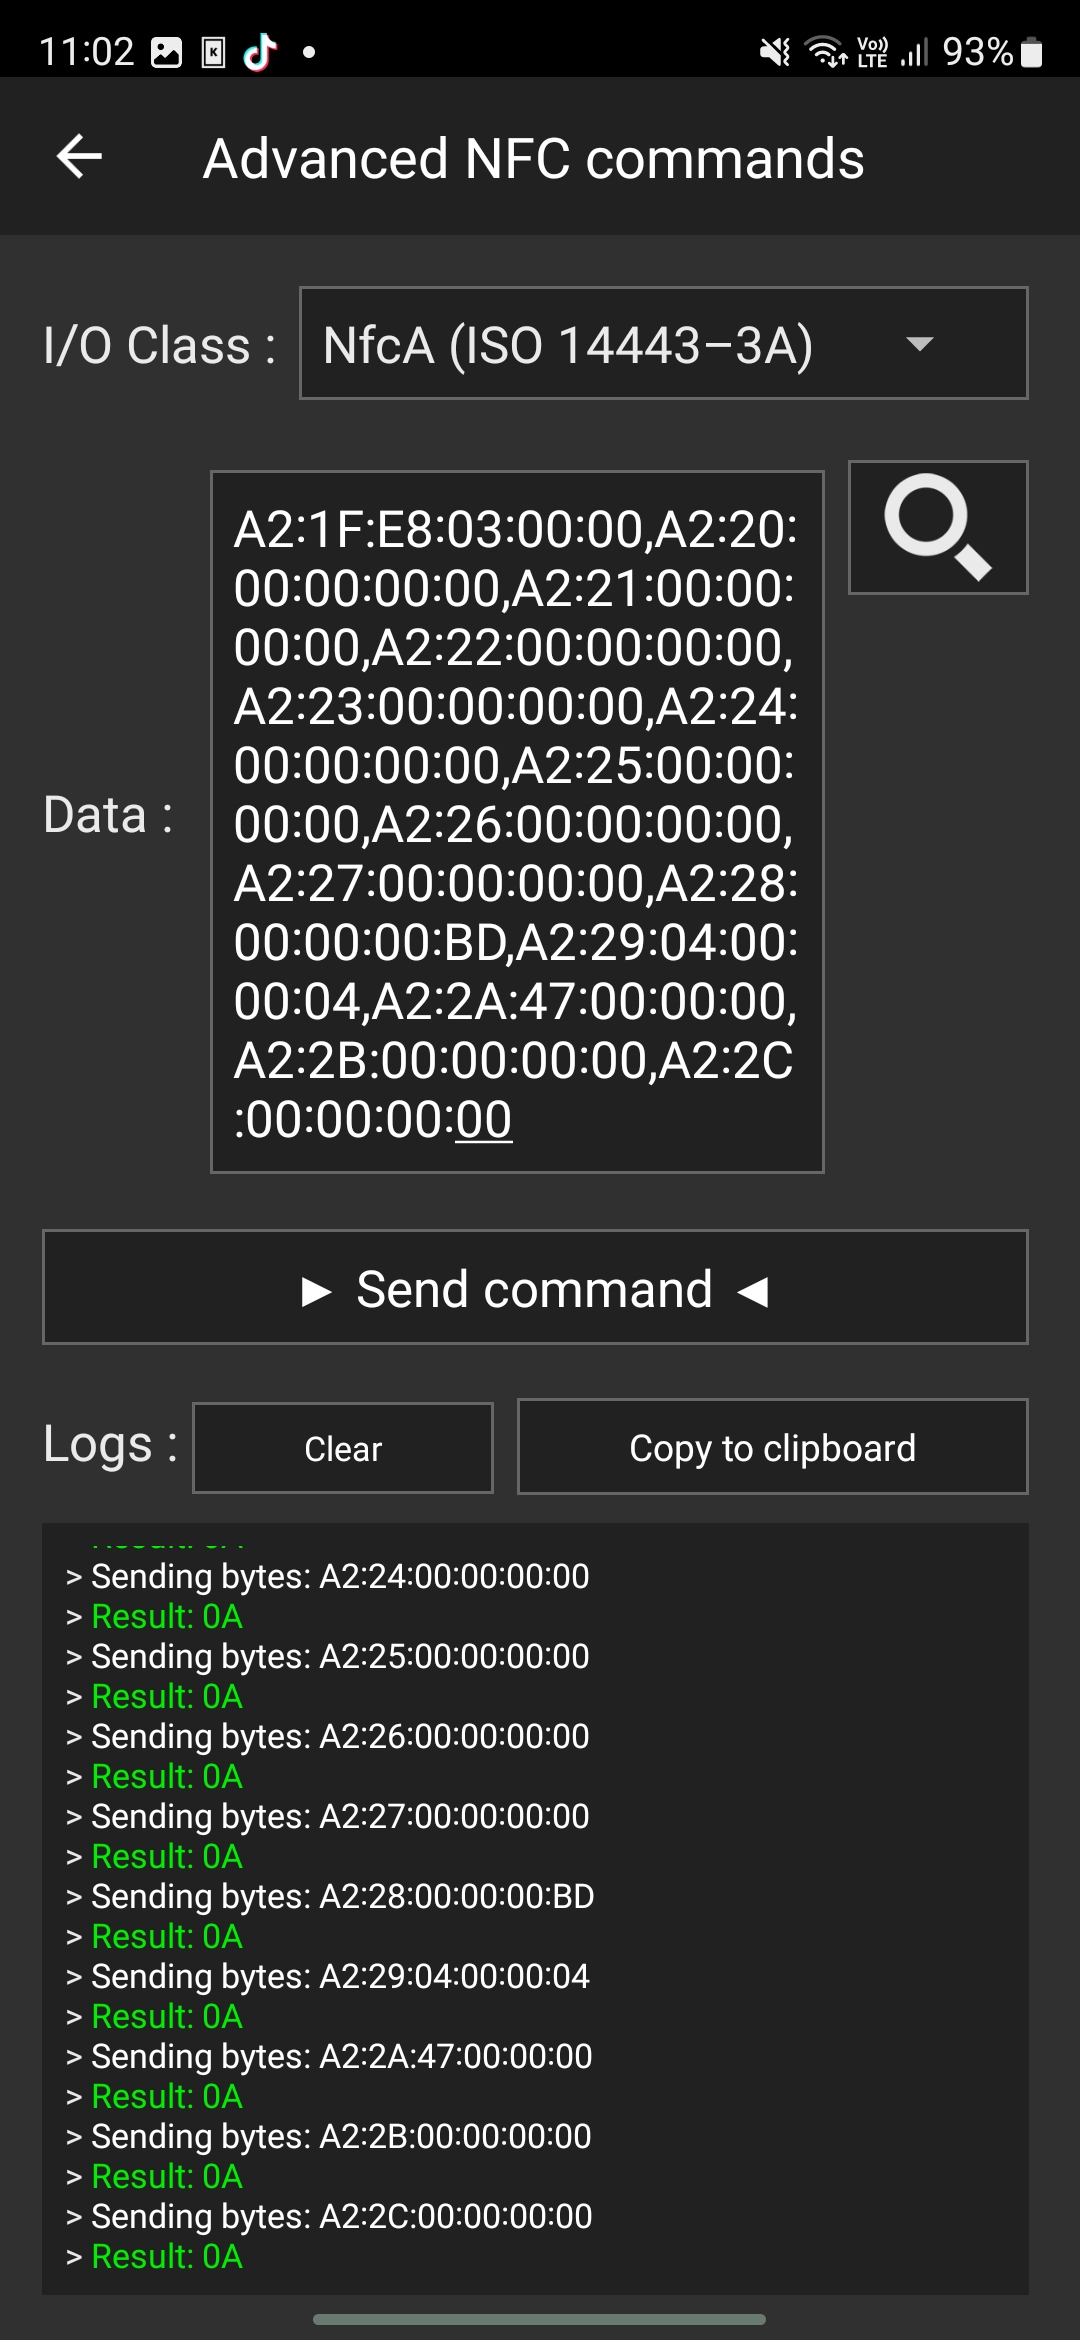 11:02 Vo)) LTE 93%
Advanced NFC commands
I/O Class : NfcA (ISO 14443–3A)
Data :
A2:1F:E8:03:00:00,A2:20:
00:00:00:00,A2:21:00:00:
00:00,A2:22:00:00:00:00,
A2:23:00:00:00:00,A2:24:
00:00:00:00,A2:25:00:00:
00:00,A2:26:00:00:00:00,
A2:27:00:00:00:00,A2:28:
00:00:00:BD,A2:29:04:00:
00:04,A2:2A:47:00:00:00,
A2:2B:00:00:00:00,A2:2C
:00:00:00:00
► Send command ◄
Logs : Clear Copy to clipboard
> Sending bytes: A2:24:00:00:00:00
> Result: 0A
> Sending bytes: A2:25:00:00:00:00
> Result: 0A
> Sending bytes: A2:26:00:00:00:00
> Result: 0A
> Sending bytes: A2:27:00:00:00:00
> Result: 0A
> Sending bytes: A2:28:00:00:00:BD
> Result: 0A
> Sending bytes: A2:29:04:00:00:04
> Result: 0A
> Sending bytes: A2:2A:47:00:00:00
> Result: 0A
> Sending bytes: A2:2B:00:00:00:00
> Result: 0A
> Sending bytes: A2:2C:00:00:00:00
> Result: 0A